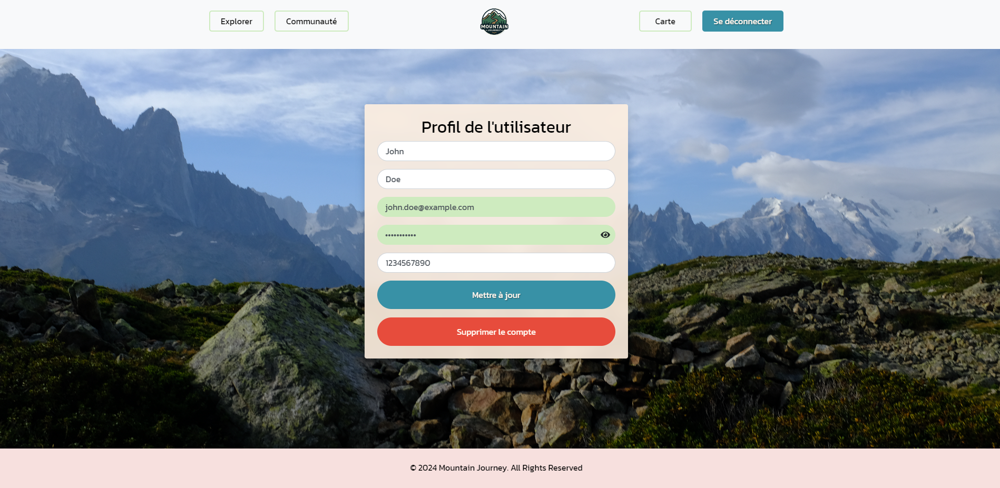 Explorer
Communauté
MOUNTAIN
JOURNEY
Carte
Se déconnecter
Profil de l'utilisateur
John
Doe
john.doe@example.com
•••••••••••
1234567890
Mettre à jour
Supprimer le compte
© 2024 Mountain Journey. All Rights Reserved